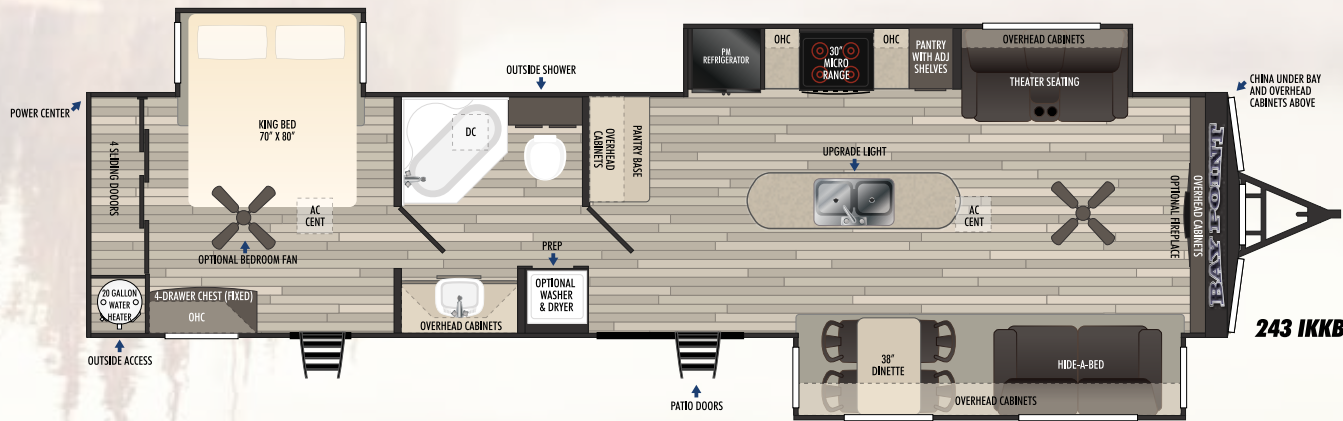 OVERHEAD CABINETS
PM
REFRIGERATOR
OHC
30"
MICRO
RANGE
OHC
PANTRY
WITH ADJ
SHELVES
THEATER SEATING
OUTSIDE SHOWER
CHINA UNDER BAY
AND OVERHEAD
CABINETS ABOVE
POWER CENTER
KING BED
70" X 80"
DC
OVERHEAD
CABINETS
PANTRY BASE
4 SLIDING DOORS
UPGRADE LIGHT
AC
CENT
AC
CENT
OPTIONAL FIREPLACE
OVERHEAD CABINETS
BAY POINT
OPTIONAL BEDROOM FAN
PREP
OPTIONAL
WASHER
& DRYER
20 GALLON
WATER
HEATER
4-DRAWER CHEST (FIXED)
OHC
OVERHEAD CABINETS
243 IKKB
OUTSIDE ACCESS
38"
DINETTE
HIDE-A-BED
OVERHEAD CABINETS
PATIO DOORS